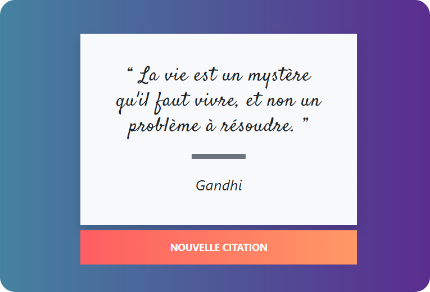 “ La vie est un mystère
qu'il faut vivre, et non un
problème à résoudre. ”
Gandhi
NOUVELLE CITATION